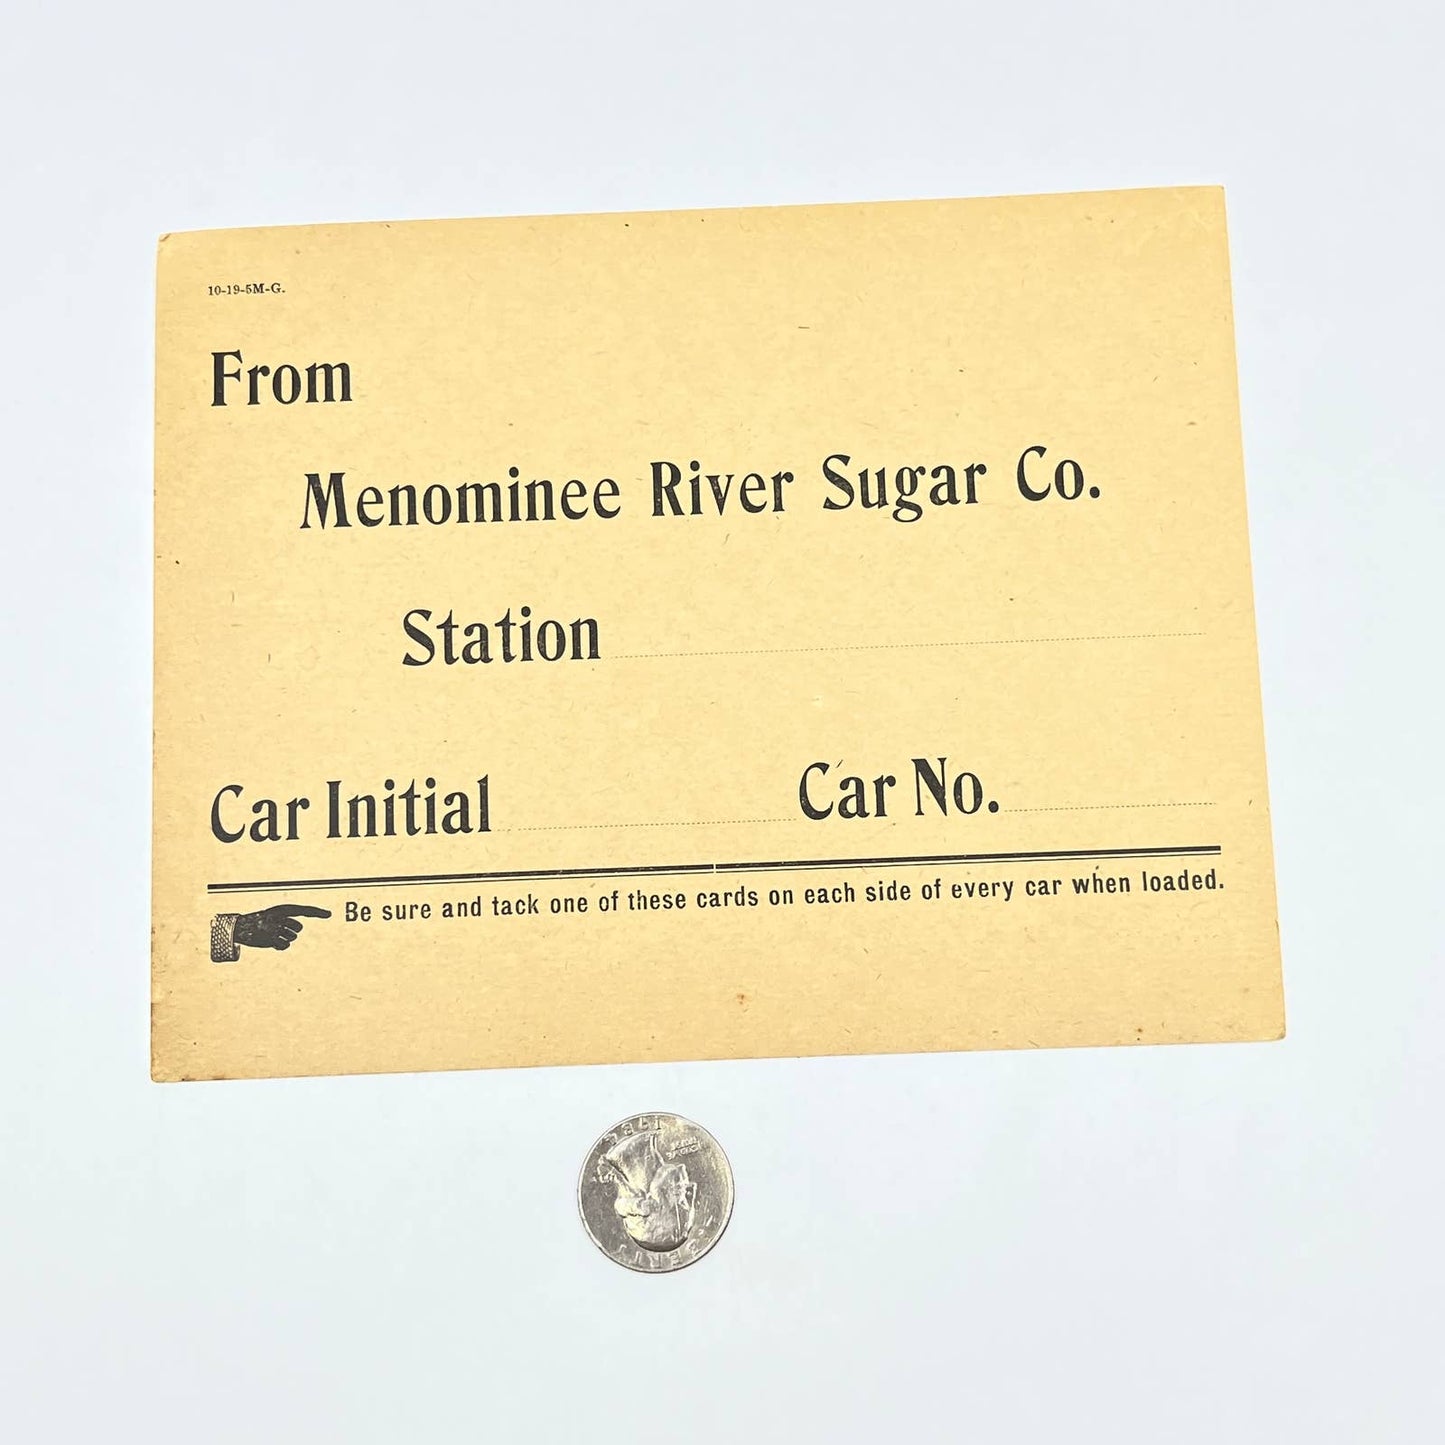 10-19-5M-G.
From
Menominee River Sugar Co.
Station
Car Initial Car No.
Be sure and tack one of these cards on each side of every car when loaded.
LIBERTY